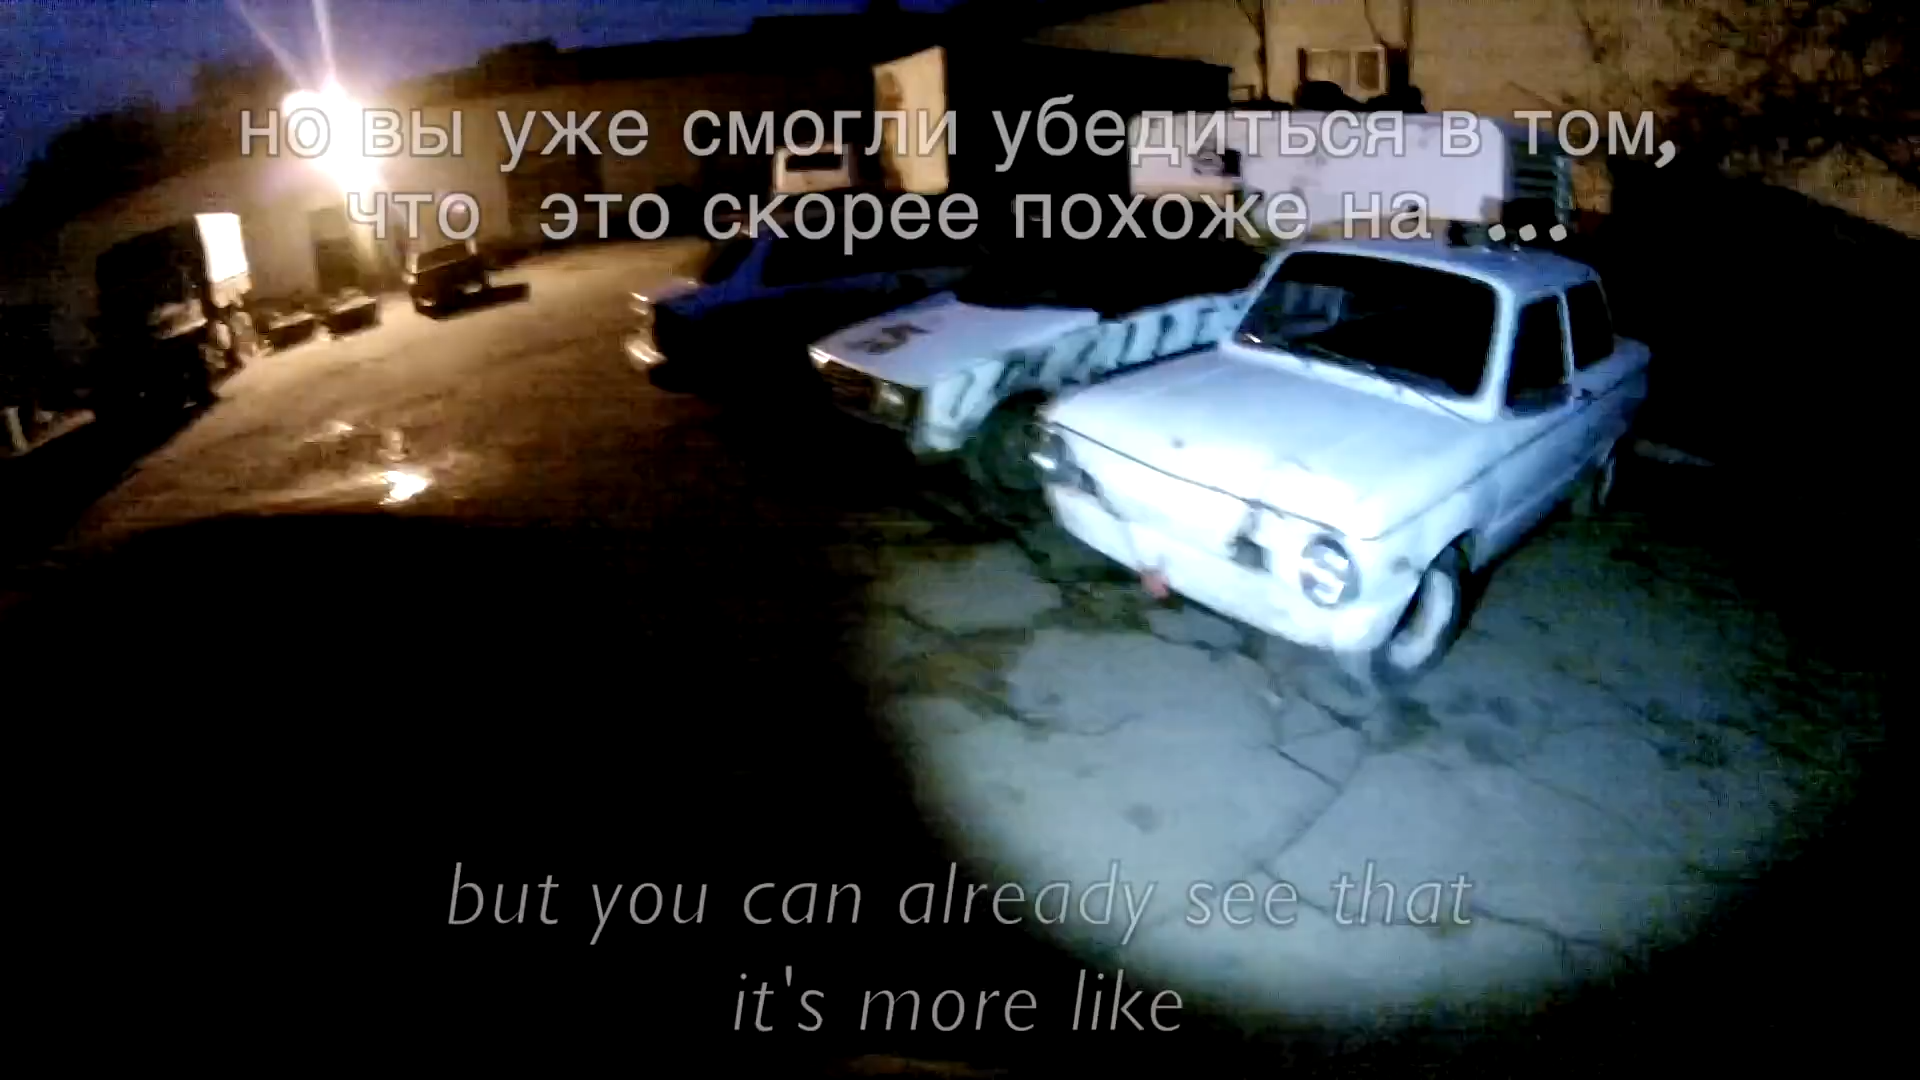 но вы уже смогли убедиться в том,
что это скорее похоже на ...
but you can already see that
it's more like